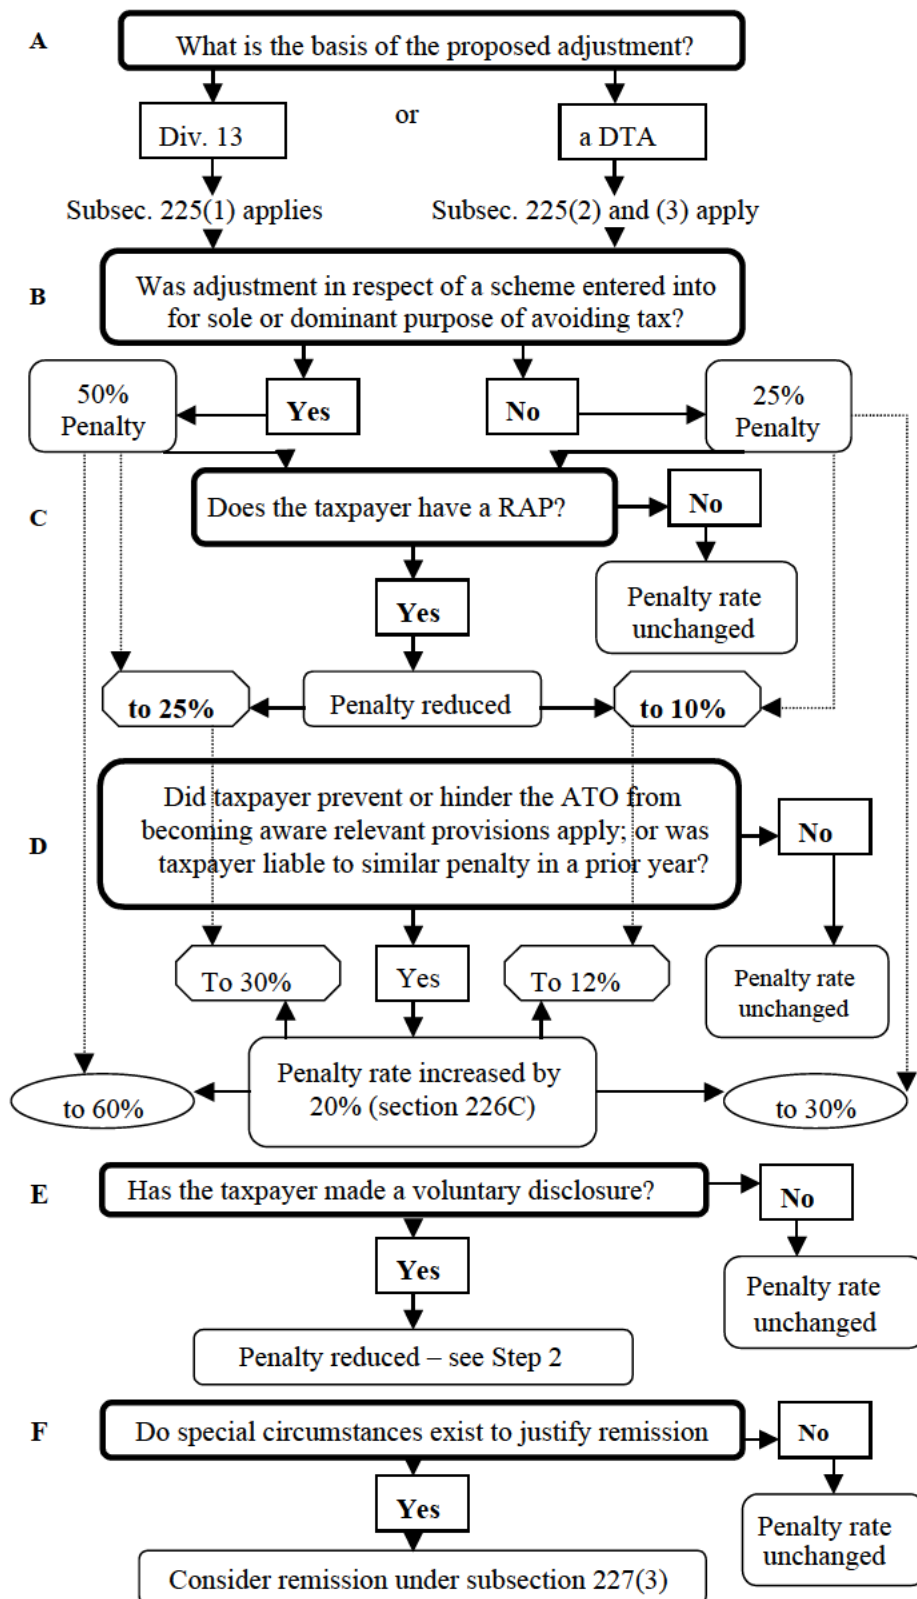 A
What is the basis of the proposed adjustment?
Div. 13
or
a DTA
Subsec. 225(1) applies
Subsec. 225(2) and (3) apply
B
Was adjustment in respect of a scheme entered into
for sole or dominant purpose of avoiding tax?
50%
Penalty
Yes
No
25%
Penalty
C
Does the taxpayer have a RAP?
No
Yes
Penalty rate
unchanged
to 25%
Penalty reduced
to 10%
D
Did taxpayer prevent or hinder the ATO from
becoming aware relevant provisions apply; or was
taxpayer liable to similar penalty in a prior year?
No
To 30%
Yes
To 12%
Penalty rate
unchanged
to 60%
Penalty rate increased by
20% (section 226C)
to 30%
E
Has the taxpayer made a voluntary disclosure?
No
Yes
Penalty rate
unchanged
Penalty reduced – see Step 2
F
Do special circumstances exist to justify remission
No
Yes
Penalty rate
unchanged
Consider remission under subsection 227(3)